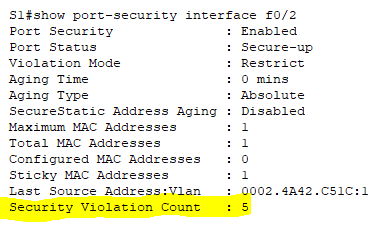 S1#show port-security interface f0/2
Port Security : Enabled
Port Status : Secure-up
Violation Mode : Restrict
Aging Time : 0 mins
Aging Type : Absolute
SecureStatic Address Aging : Disabled
Maximum MAC Addresses : 1
Total MAC Addresses : 1
Configured MAC Addresses : 0
Sticky MAC Addresses : 1
Last Source Address:Vlan : 0002.4A42.C51C:1
Security Violation Count : 5